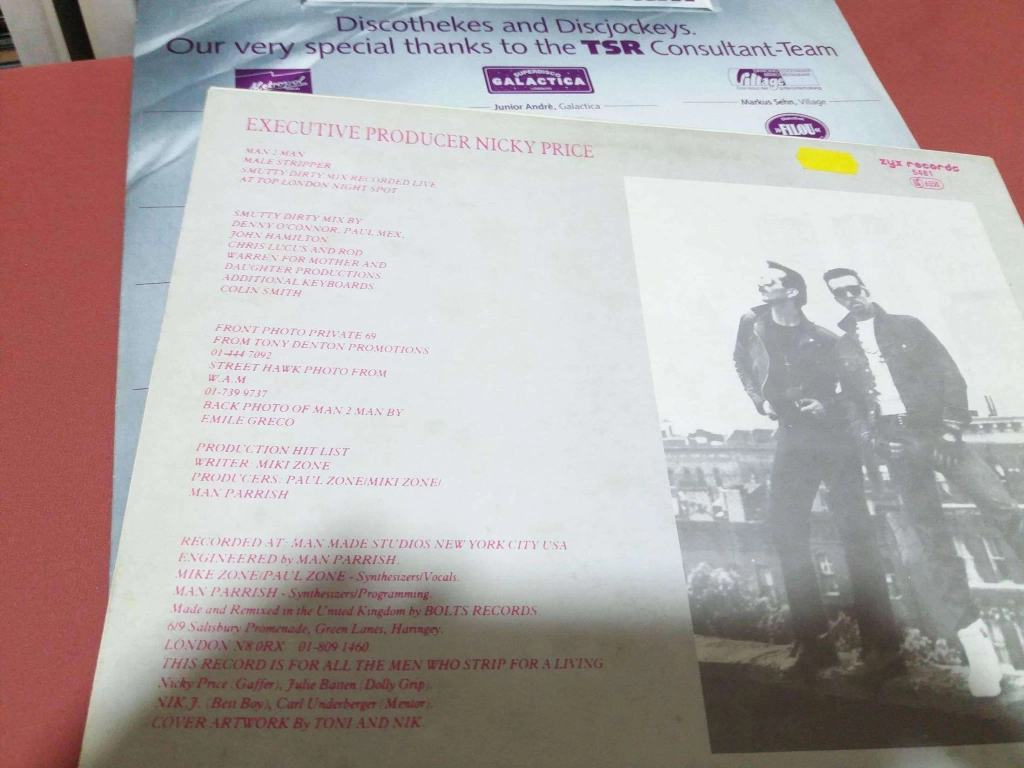 Discothekes and Discjockeys.
Our very special thanks to the TSR Consultant-Team
SUPERDISCO
GALACTICA
Village
Junior Andrè, Galactica
Markus Sehn, Village
»FILOU«
EXECUTIVE PRODUCER NICKY PRICE
zyx records
5481
MAN 2 MAN
MALE STRIPPER
SMUTTY DIRTY MIX RECORDED LIVE
AT TOP LONDON NIGHT SPOT
SMUTTY DIRTY MIX BY
DENNY O'CONNOR, PAUL MEX,
JOHN HAMILTON
CHRIS LUCUS AND ROD
WARREN FOR MOTHER AND
DAUGHTER PRODUCTIONS
ADDITIONAL KEYBOARDS
COLIN SMITH
FRONT PHOTO PRIVATE 69
FROM TONY DENTON PROMOTIONS
01-444 7092
STREET HAWK PHOTO FROM
W.A.M
01-739 9737
BACK PHOTO OF MAN 2 MAN BY
EMILE GRECO
PRODUCTION HIT LIST
WRITER: MIKI ZONE
PRODUCERS: PAUL ZONE/MIKI ZONE/
MAN PARRISH
RECORDED AT: MAN MADE STUDIOS NEW YORK CITY USA
ENGINEERED by MAN PARRISH.
MIKE ZONE/PAUL ZONE - Synthesizers/Vocals.
MAN PARRISH - Synthesizers/Programming.
Made and Remixed in the United Kingdom by BOLTS RECORDS
6/9 Salisbury Promenade, Green Lanes, Haringey.
LONDON N8 0RX 01-809 1460.
THIS RECORD IS FOR ALL THE MEN WHO STRIP FOR A LIVING
Nicky Price (Gaffer), Julie Batten (Dolly Grip).
NIK J. (Best Boy), Carl Underberger (Mentor).
COVER ARTWORK By TONI AND NIK.